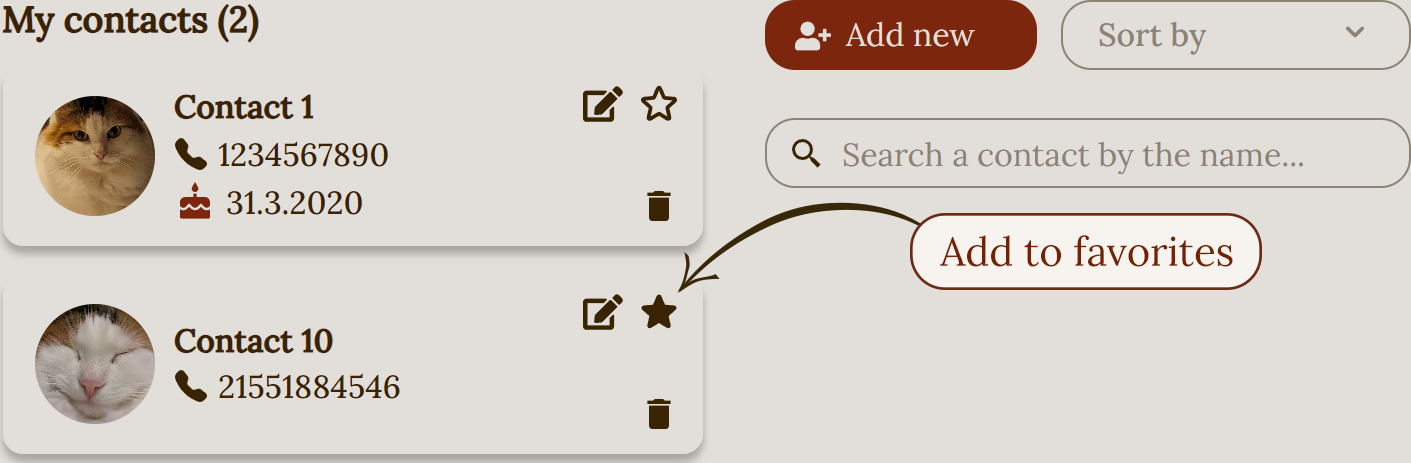 My contacts (2)
Add new
Sort by
Contact 1
1234567890
31.3.2020
Search a contact by the name...
Add to favorites
Contact 10
21551884546